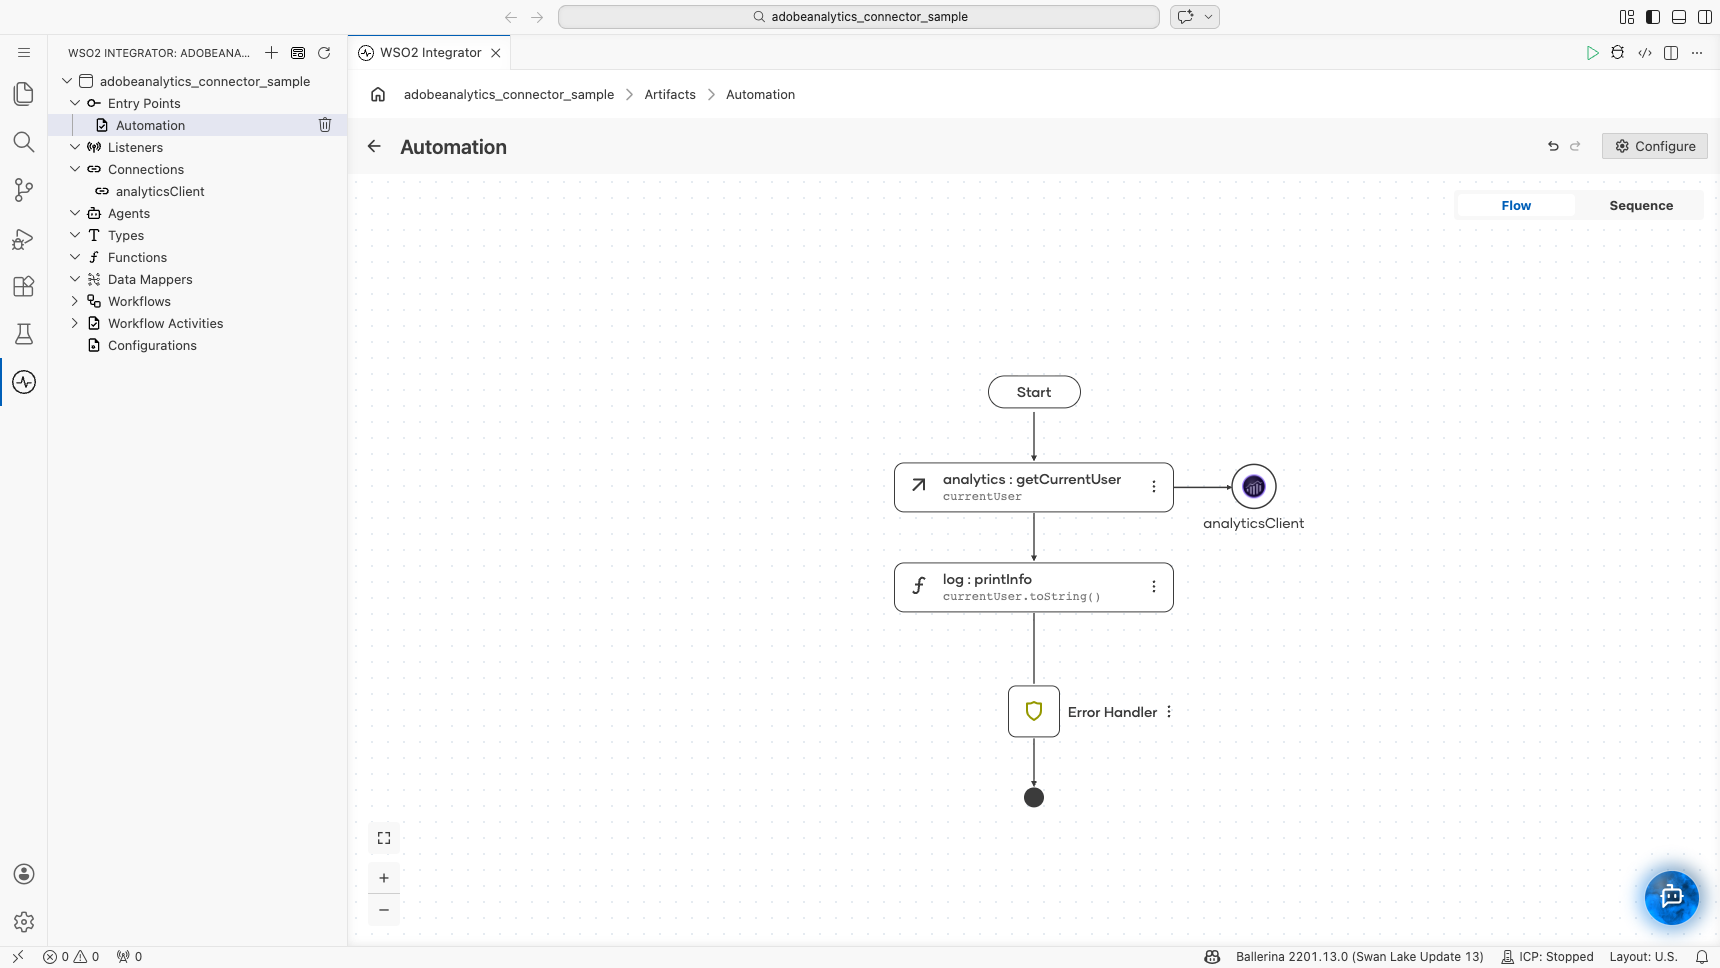 adobeanalytics_connector_sample
WSO2 INTEGRATOR: ADOBEANA...
WSO2 Integrator
adobeanalytics_connector_sample
Entry Points
Automation
Listeners
Connections
analyticsClient
Agents
Types
Functions
Data Mappers
Workflows
Workflow Activities
Configurations
adobeanalytics_connector_sample
Artifacts
Automation
Automation
Configure
Flow
Sequence
Start
analytics : getCurrentUser
currentUser
analyticsClient
log : printInfo
currentUser.toString()
Error Handler
0
0
0
Ballerina 2201.13.0 (Swan Lake Update 13)
ICP: Stopped
Layout: U.S.